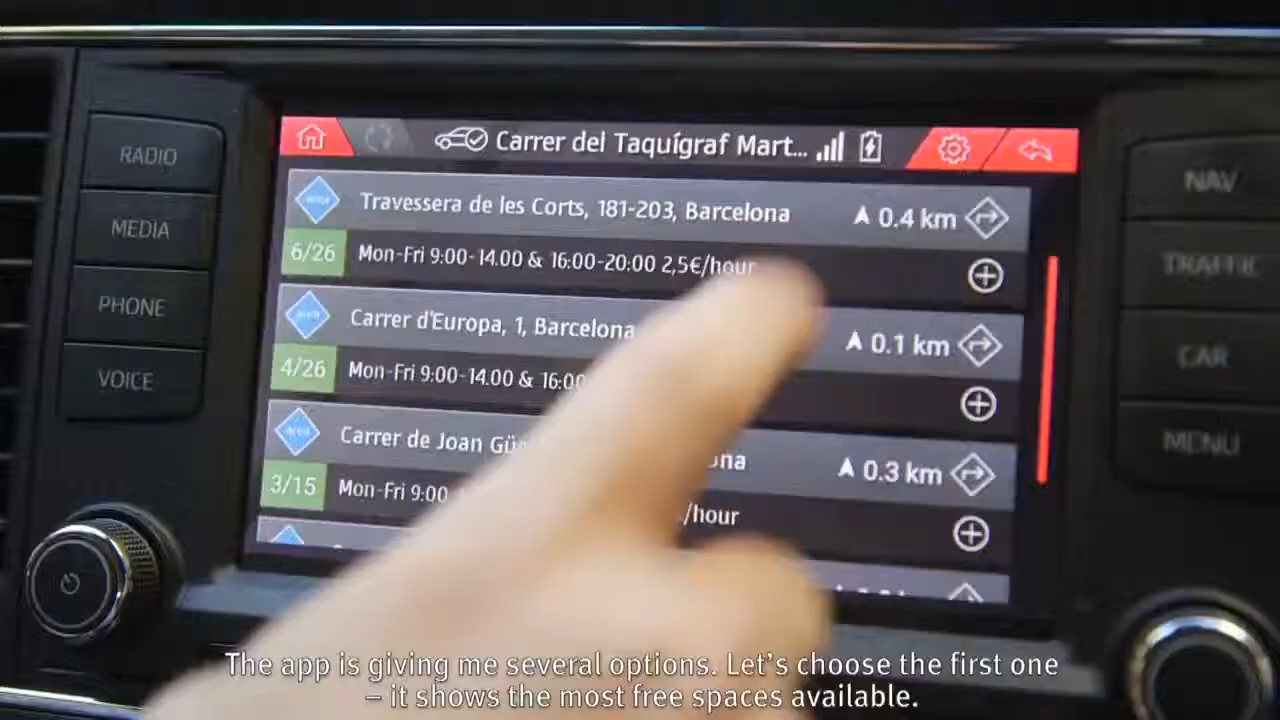 RADIO
MEDIA
PHONE
VOICE
Carrer del Taquígraf Mart...
Travessera de les Corts, 181-203, Barcelona 0.4 km
6/26 Mon-Fri 9:00-14.00 & 16:00-20:00 2,5€/hour
Carrer d'Europa, 1, Barcelona 0.1 km
4/26 Mon-Fri 9:00-14.00 &
Carrer de Joan 0.3 km
3/15 Mon-Fri 9:00 /hour
NAV
TRAFFIC
CAR
MENU
The app is giving me several options. Let's choose the first one
– it shows the most free spaces available.